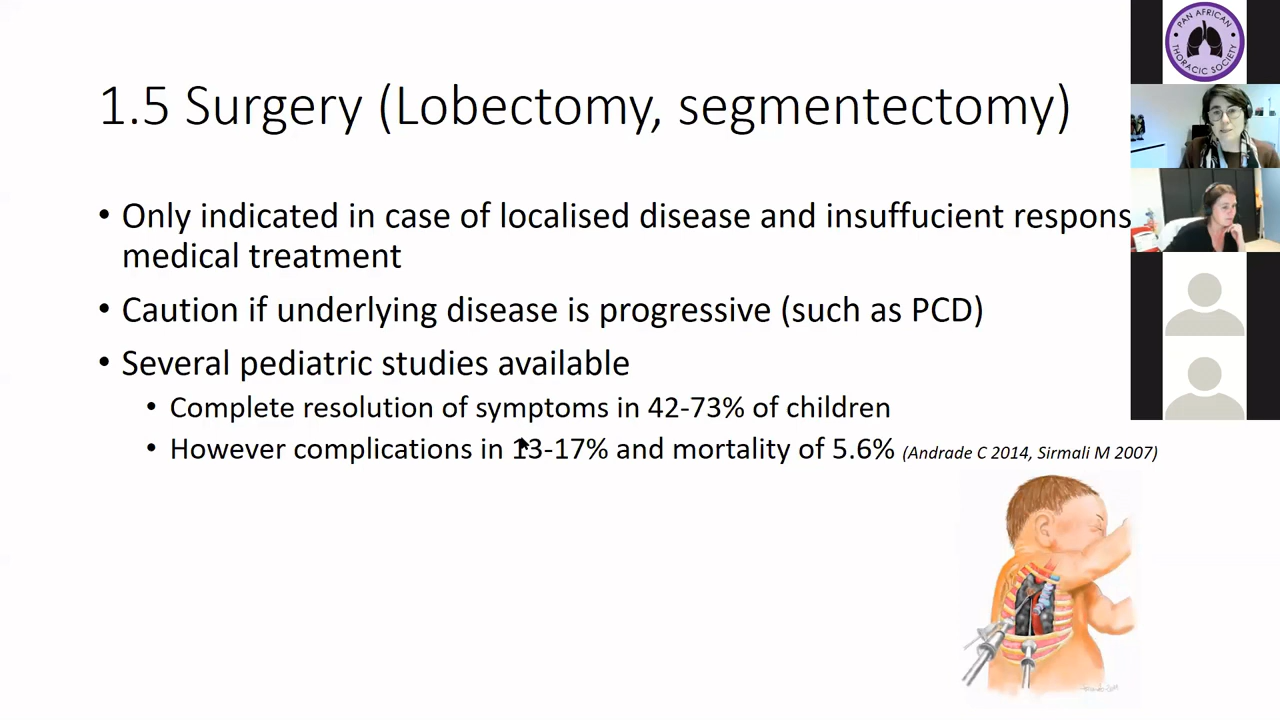 1.5 Surgery (Lobectomy, segmentectomy)
• Only indicated in case of localised disease and insuffucient respons
medical treatment
• Caution if underlying disease is progressive (such as PCD)
• Several pediatric studies available
• Complete resolution of symptoms in 42-73% of children
• However complications in 13-17% and mortality of 5.6% (Andrade C 2014, Sirmali M 2007)
PAN AFRICAN
THORACIC SOCIETY